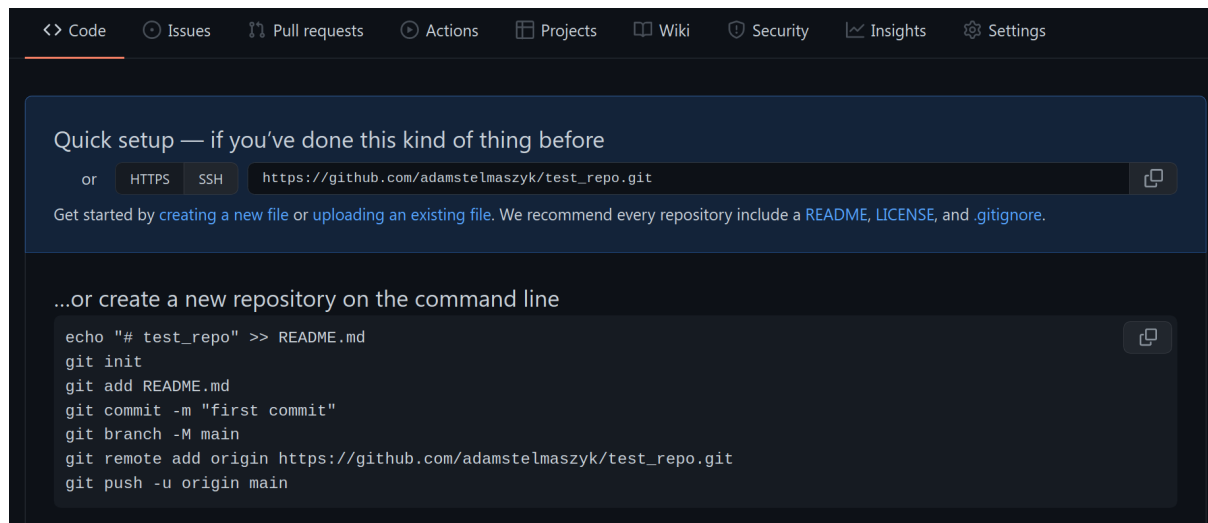 Code Issues Pull requests Actions Projects Wiki Security Insights Settings
Quick setup — if you’ve done this kind of thing before
or HTTPS SSH https://github.com/adamstelmaszyk/test_repo.git
Get started by creating a new file or uploading an existing file. We recommend every repository include a README, LICENSE, and .gitignore.
…or create a new repository on the command line
echo "# test_repo" >> README.md
git init
git add README.md
git commit -m "first commit"
git branch -M main
git remote add origin https://github.com/adamstelmaszyk/test_repo.git
git push -u origin main